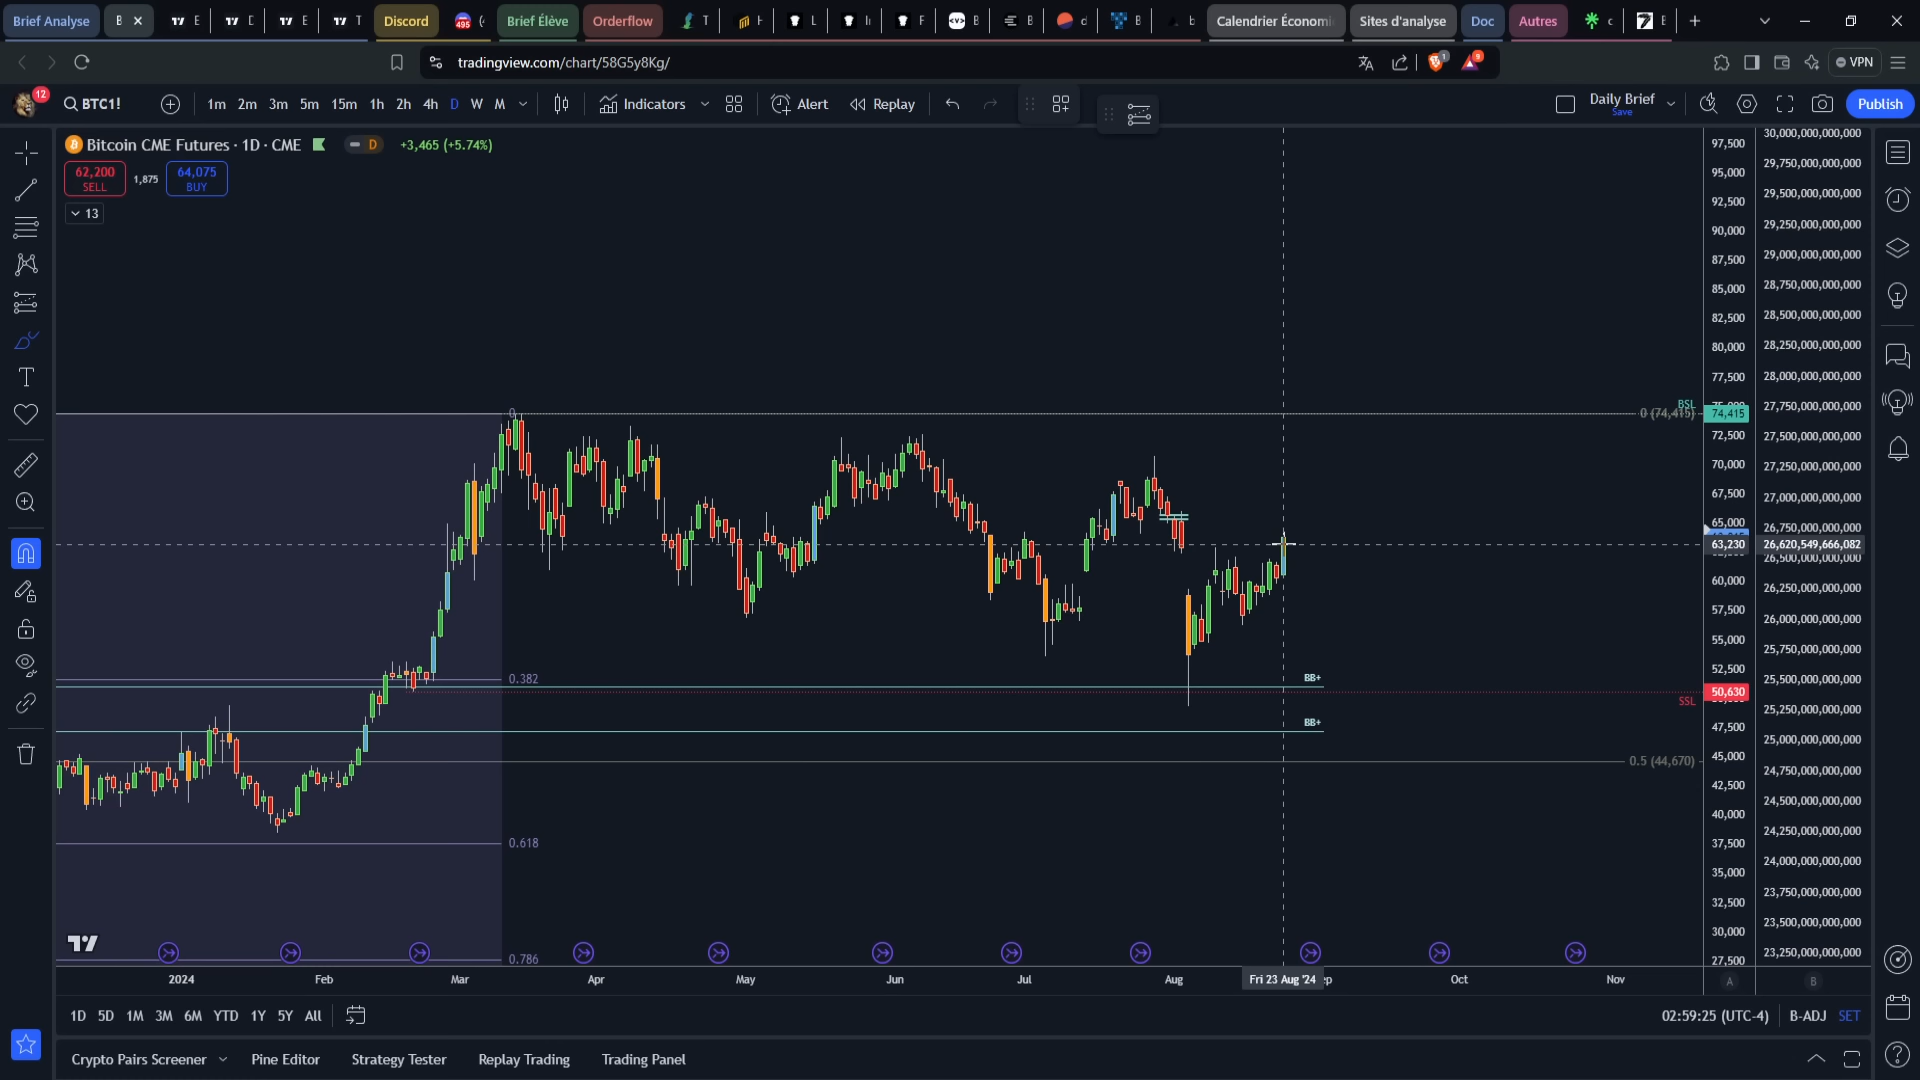 Brief Analyse
B
E
D
E
T
Discord
495
Brief Élève
Orderflow
T
H
L
F
B
B
B
b
Calendrier Économi
Sites d'analyse
Doc
Autres
tradingview.com/chart/58G5y8Kg/
1
9
VPN
12
BTC1!
1m 2m 3m 5m 15m 1h 2h 4h D W M
Indicators
Alert
Replay
Daily Brief
Save
Publish
Bitcoin CME Futures · 1D · CME
D
+3,465 (+5.74%)
62,200
SELL
1,875
64,075
BUY
13
97,500
95,000
92,500
90,000
87,500
85,000
82,500
80,000
77,500
74,415
72,500
70,000
67,500
65,000
63,230
60,000
57,500
55,000
52,500
50,630
47,500
45,000
42,500
40,000
37,500
35,000
32,500
30,000
27,500
30,000,000,000,000
29,750,000,000,000
29,500,000,000,000
29,250,000,000,000
29,000,000,000,000
28,750,000,000,000
28,500,000,000,000
28,250,000,000,000
28,000,000,000,000
27,750,000,000,000
27,500,000,000,000
27,250,000,000,000
27,000,000,000,000
26,750,000,000,000
26,620,549,666,082
26,500,000,000,000
26,250,000,000,000
26,000,000,000,000
25,750,000,000,000
25,500,000,000,000
25,250,000,000,000
25,000,000,000,000
24,750,000,000,000
24,500,000,000,000
24,250,000,000,000
24,000,000,000,000
23,750,000,000,000
23,500,000,000,000
23,250,000,000,000
BSL
0 (74,415)
0
0.382
BB+
SSL
BB+
0.5 (44,670)
0.618
0.786
2024 Feb Mar Apr May Jun Jul Aug Fri 23 Aug '24 Oct Nov
A B
1D 5D 1M 3M 6M YTD 1Y 5Y All
02:59:25 (UTC-4) B-ADJ SET
Crypto Pairs Screener Pine Editor Strategy Tester Replay Trading Trading Panel